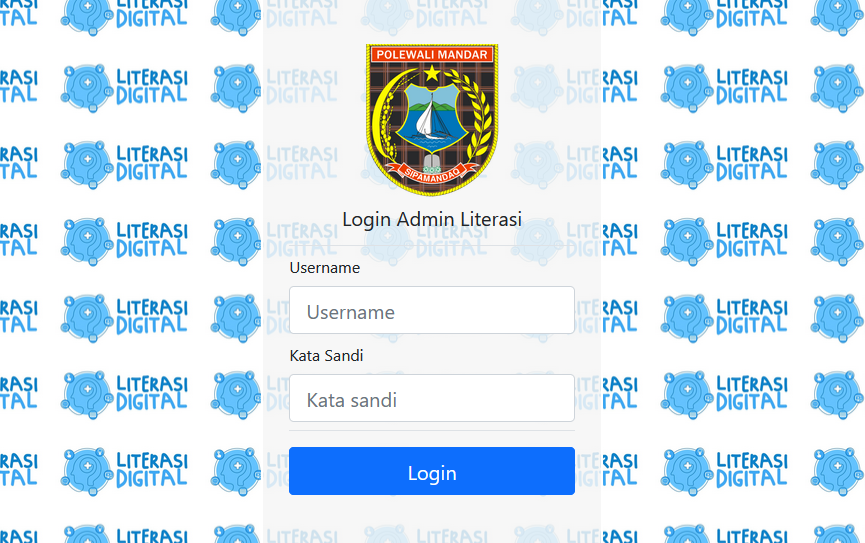 LITERASI
DIGITAL
POLEWALI MANDAR
SIPAMANDAQ
Login Admin Literasi
Username
Username
Kata Sandi
Kata sandi
Login